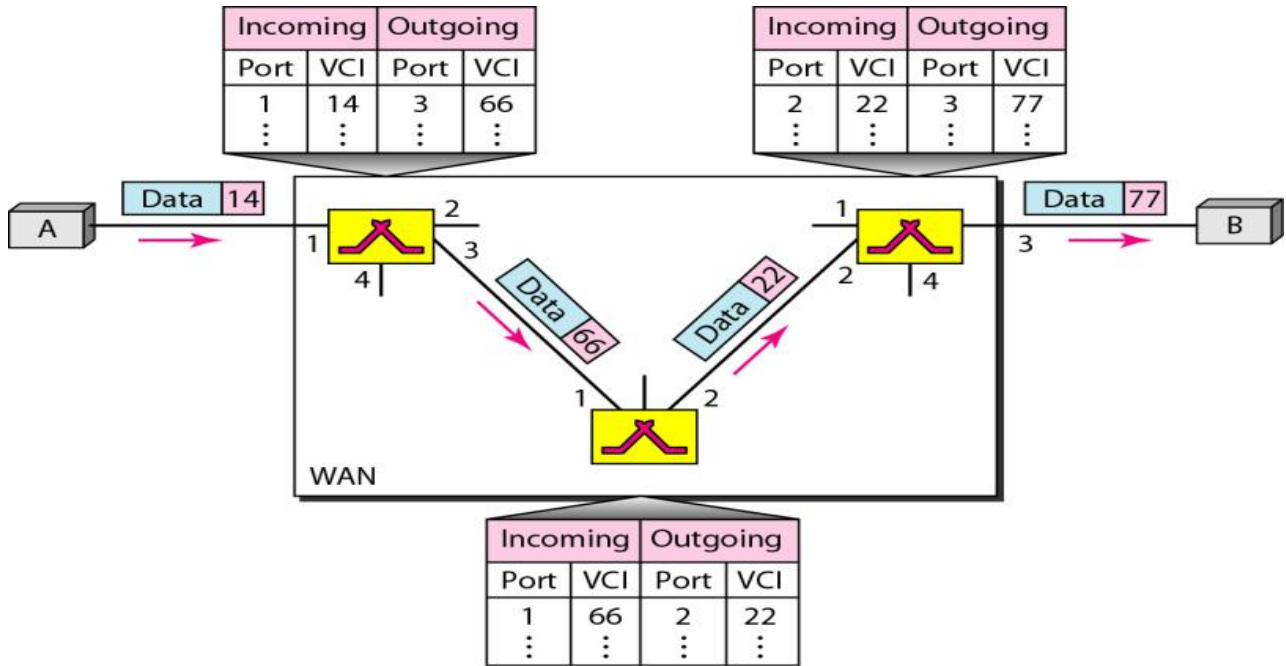 Incoming Outgoing
Port VCI Port VCI
1 14 3 66
⋮ ⋮ ⋮ ⋮
Incoming Outgoing
Port VCI Port VCI
2 22 3 77
⋮ ⋮ ⋮ ⋮
A
Data 14
1
2
3
4
Data 66
1
2
Data 22
1
2
3
4
Data 77
B
WAN
Incoming Outgoing
Port VCI Port VCI
1 66 2 22
⋮ ⋮ ⋮ ⋮